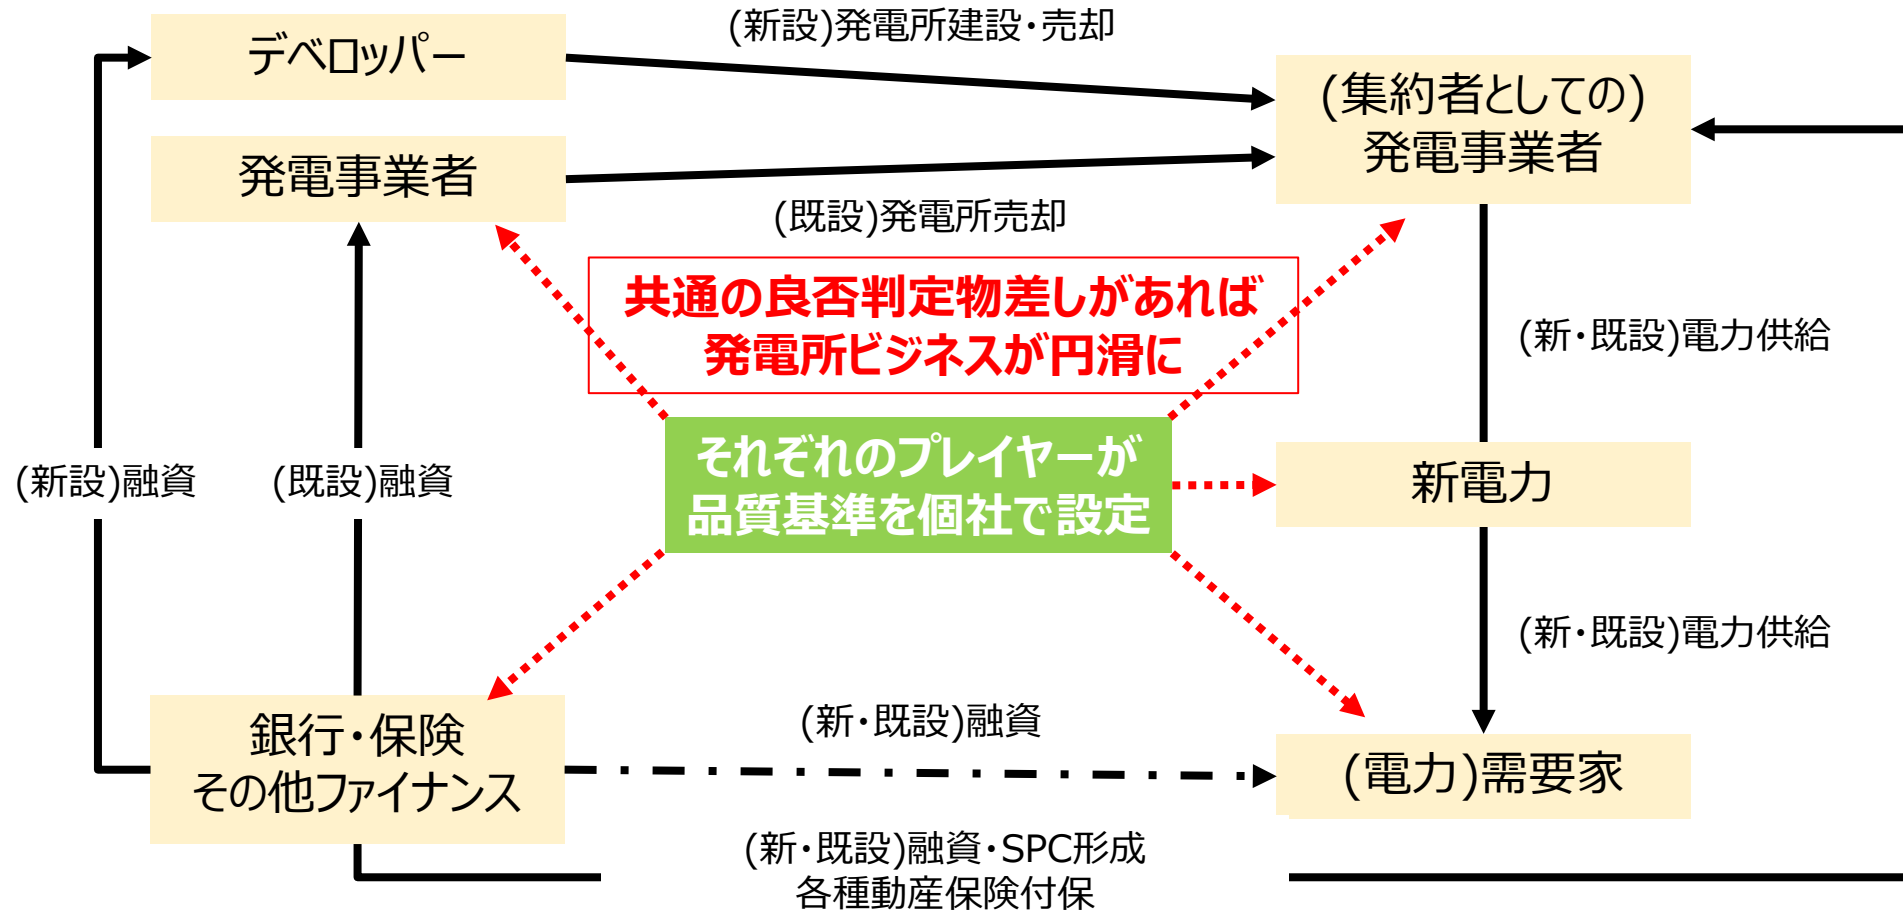 (新設)発電所建設・売却
デベロッパー
(集約者としての)
発電事業者
発電事業者
(既設)発電所売却
共通の良否判定物差しがあれば
発電所ビジネスが円滑に
(新・既設)電力供給
それぞれのプレイヤーが
品質基準を個社で設定
(新設)融資
(既設)融資
新電力
(新・既設)電力供給
銀行・保険
その他ファイナンス
(新・既設)融資
(電力)需要家
(新・既設)融資・SPC形成
各種動産保険付保